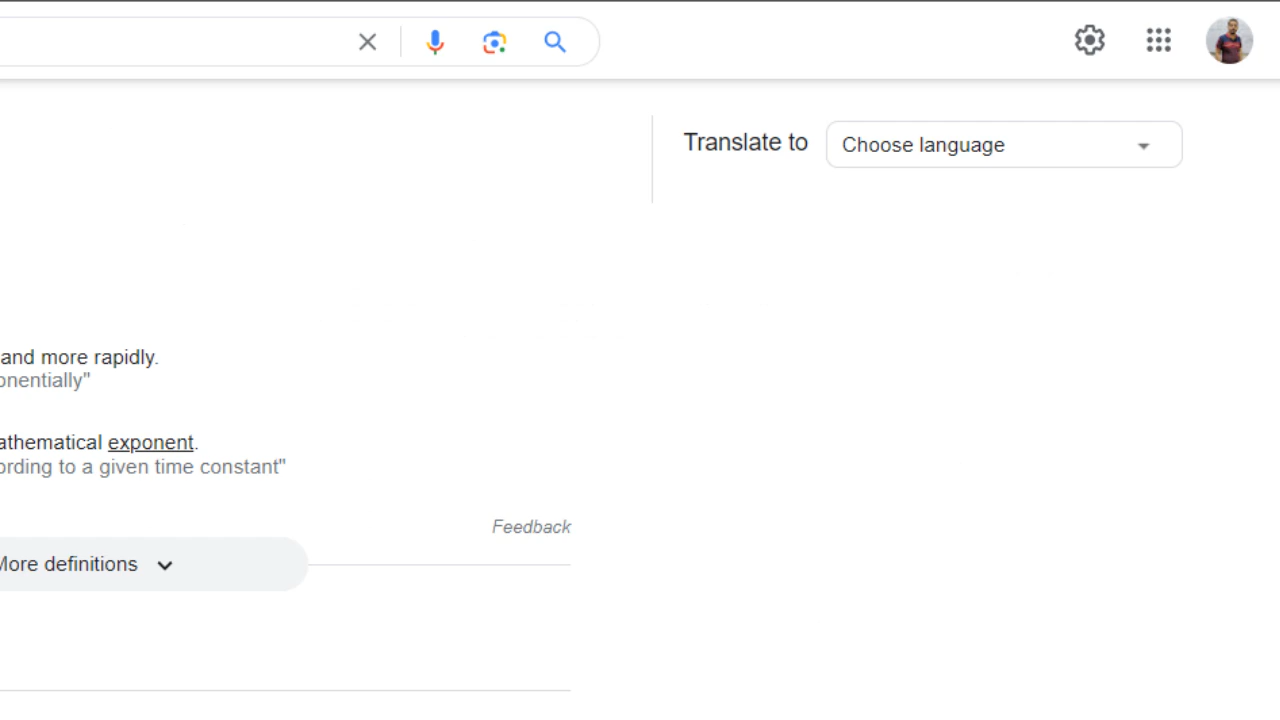 Translate to
Choose language
and more rapidly.
onentially"
athematical exponent.
ording to a given time constant"
Feedback
More definitions